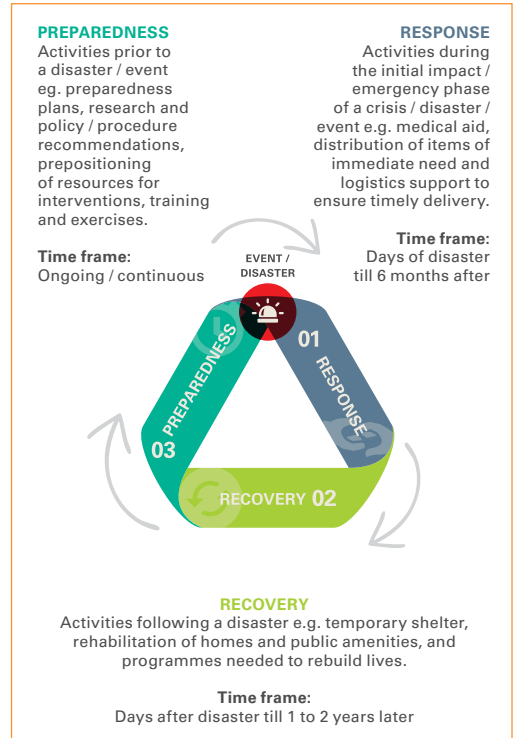 PREPAREDNESS
Activities prior to
a disaster / event
eg. preparedness
plans, research and
policy / procedure
recommendations,
prepositioning
of resources for
interventions, training
and exercises.
Time frame:
Ongoing / continuous
RESPONSE
Activities during
the initial impact /
emergency phase
of a crisis / disaster /
event e.g. medical aid,
distribution of items of
immediate need and
logistics support to
ensure timely delivery.
Time frame:
Days of disaster
till 6 months after
EVENT /
DISASTER
01
RESPONSE
RECOVERY 02
03
PREPAREDNESS
RECOVERY
Activities following a disaster e.g. temporary shelter,
rehabilitation of homes and public amenities, and
programmes needed to rebuild lives.
Time frame:
Days after disaster till 1 to 2 years later